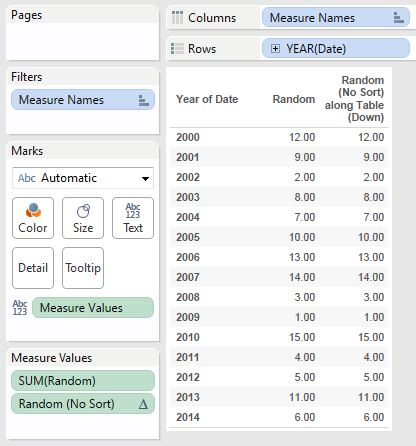 Pages
Columns Measure Names
Rows YEAR(Date)
Filters
Measure Names
Marks
Abc Automatic
Color
Size
Abc
123
Text
Detail
Tooltip
Abc
123
Measure Values
Measure Values
SUM(Random)
Random (No Sort) Δ
Year of Date Random Random
(No Sort)
along Table
(Down)
2000 12.00 12.00
2001 9.00 9.00
2002 2.00 2.00
2003 8.00 8.00
2004 7.00 7.00
2005 10.00 10.00
2006 13.00 13.00
2007 14.00 14.00
2008 3.00 3.00
2009 1.00 1.00
2010 15.00 15.00
2011 4.00 4.00
2012 5.00 5.00
2013 11.00 11.00
2014 6.00 6.00